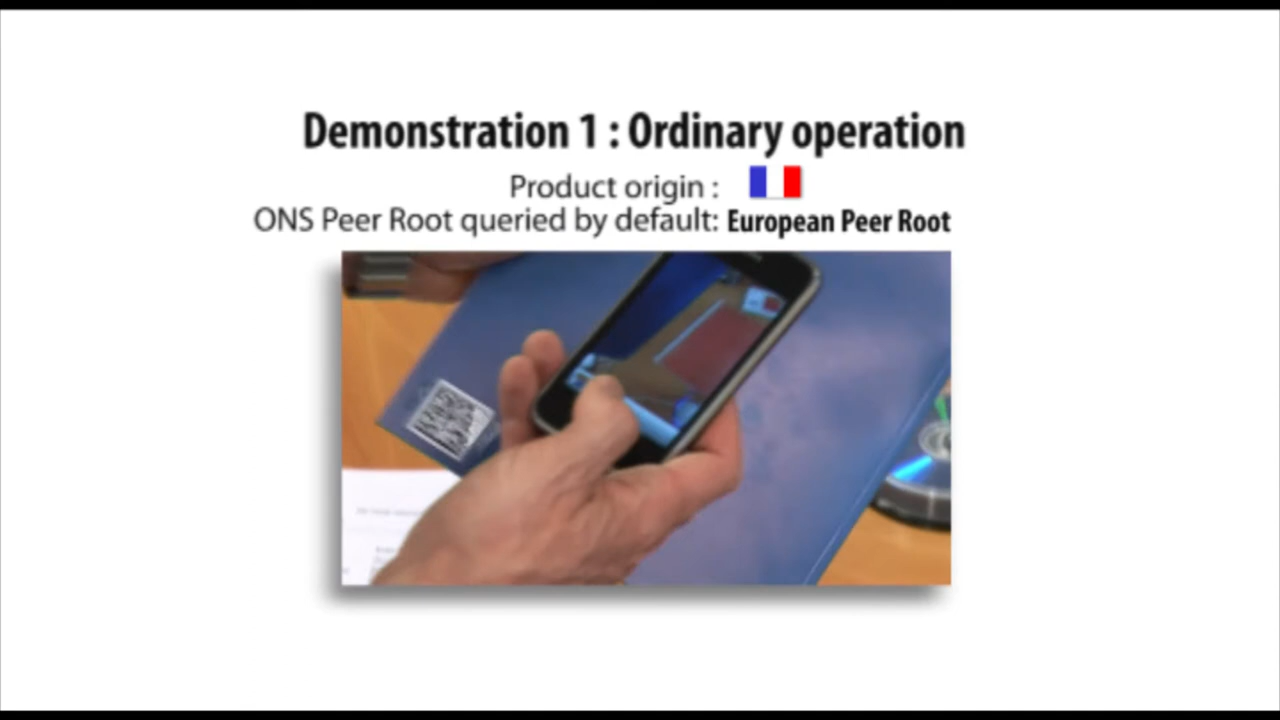 Demonstration 1 : Ordinary operation
Product origin :
ONS Peer Root queried by default: European Peer Root